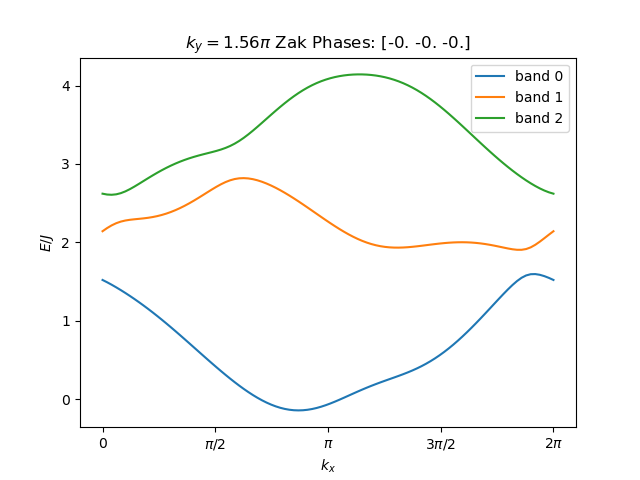 k_y = 1.56π Zak Phases: [-0. -0. -0.]
band 0
band 1
band 2
4
3
2
1
0
E/J
0
π/2
π
3π/2
2π
k_x